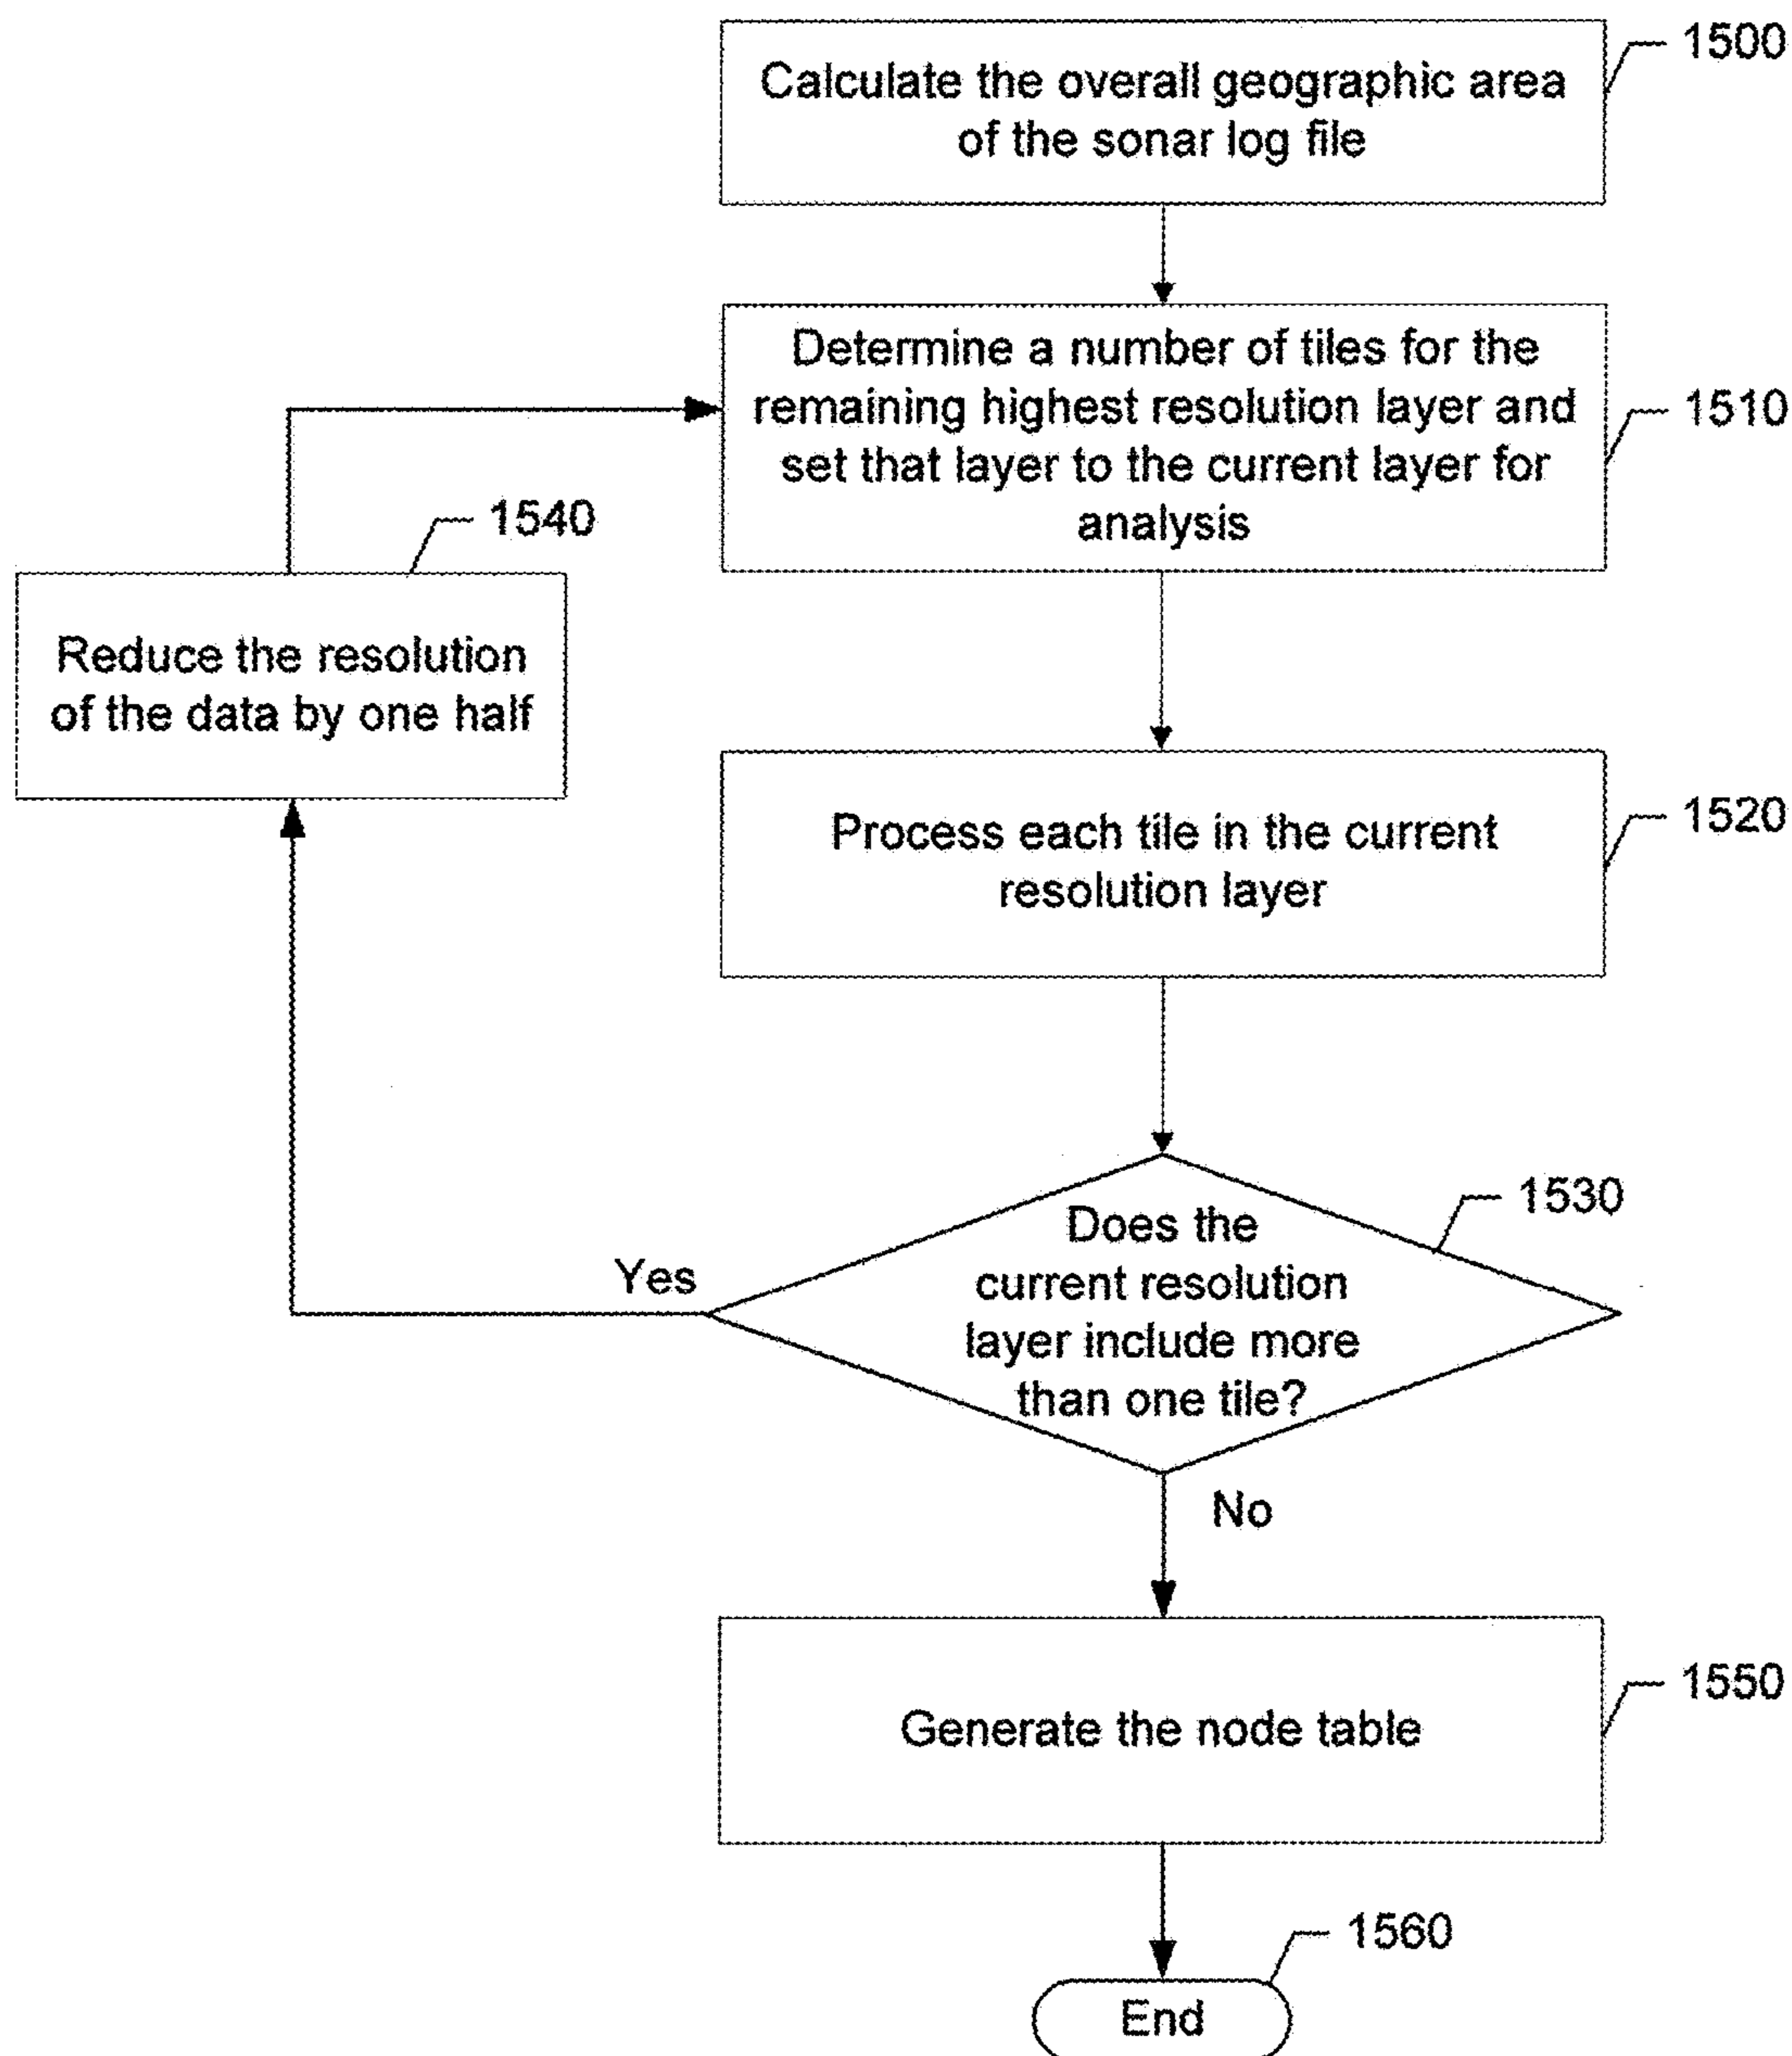 1500
Calculate the overall geographic area
of the sonar log file
Determine a number of tiles for the
remaining highest resolution layer and
set that layer to the current layer for
analysis
1510
1540
Reduce the resolution
of the data by one half
Process each tile in the current
resolution layer
1520
1530
Does the
current resolution
layer include more
than one tile?
Yes
No
1550
Generate the node table
1560
End